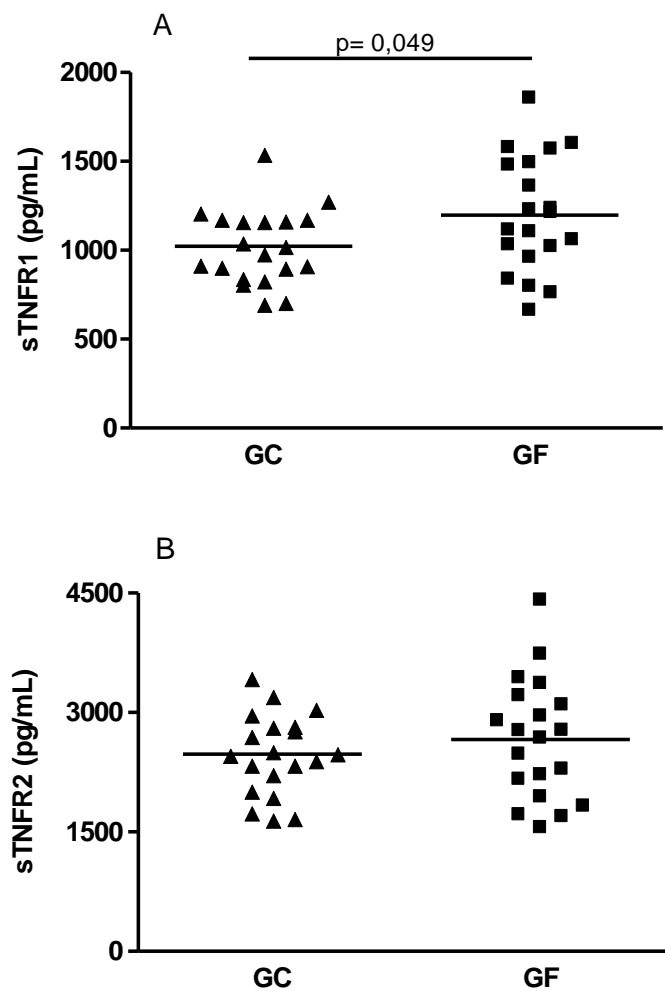 A
p= 0,049
2000
1500
1000
500
0
sTNFR1 (pg/mL)
GC GF
B
4500
3000
1500
0
sTNFR2 (pg/mL)
GC GF